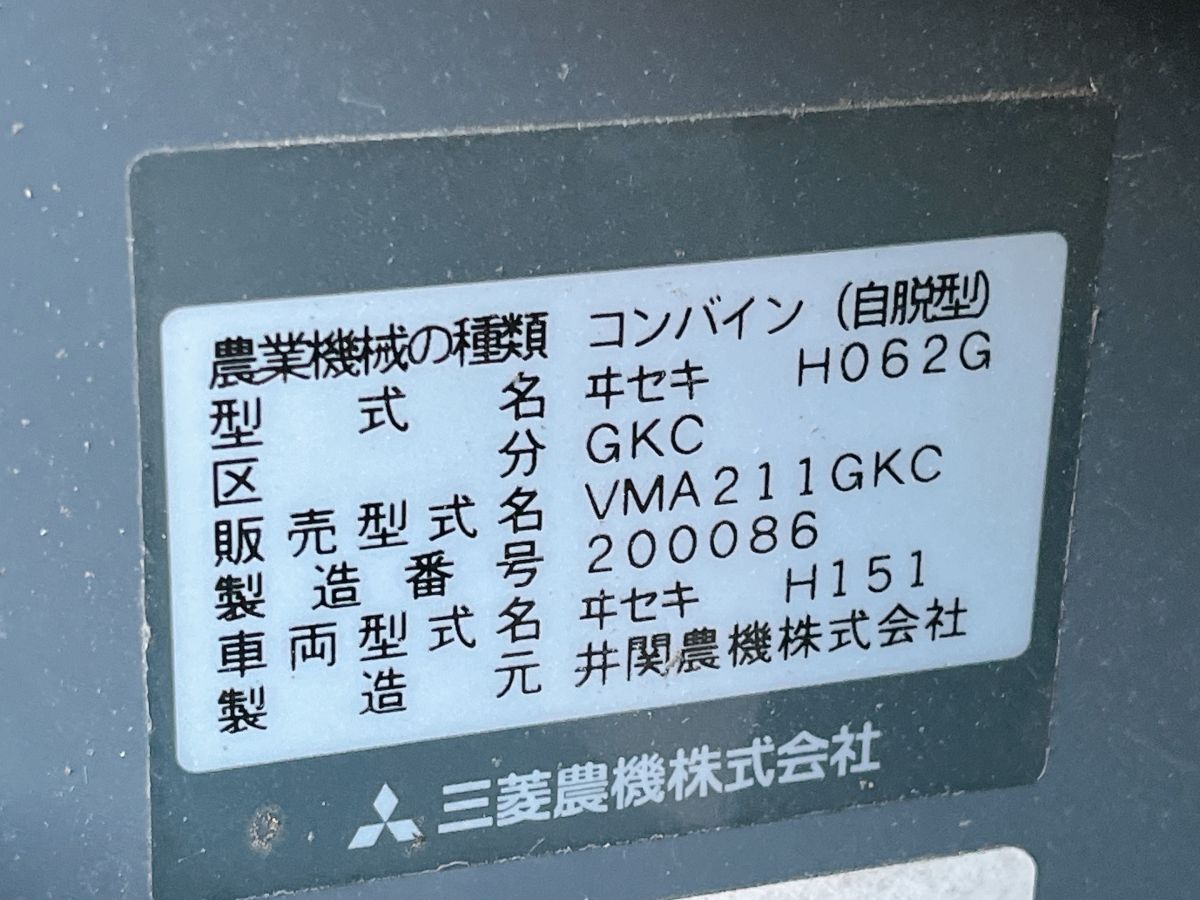 農業機械の種類 コンバイン（自脱型）
型式名 ヰセキ H062G
区分 GKC
販売型式名 VMA211GKC
製造番号 200086
車両型式名 ヰセキ H151
製造元 井関農機株式会社
三菱農機株式会社